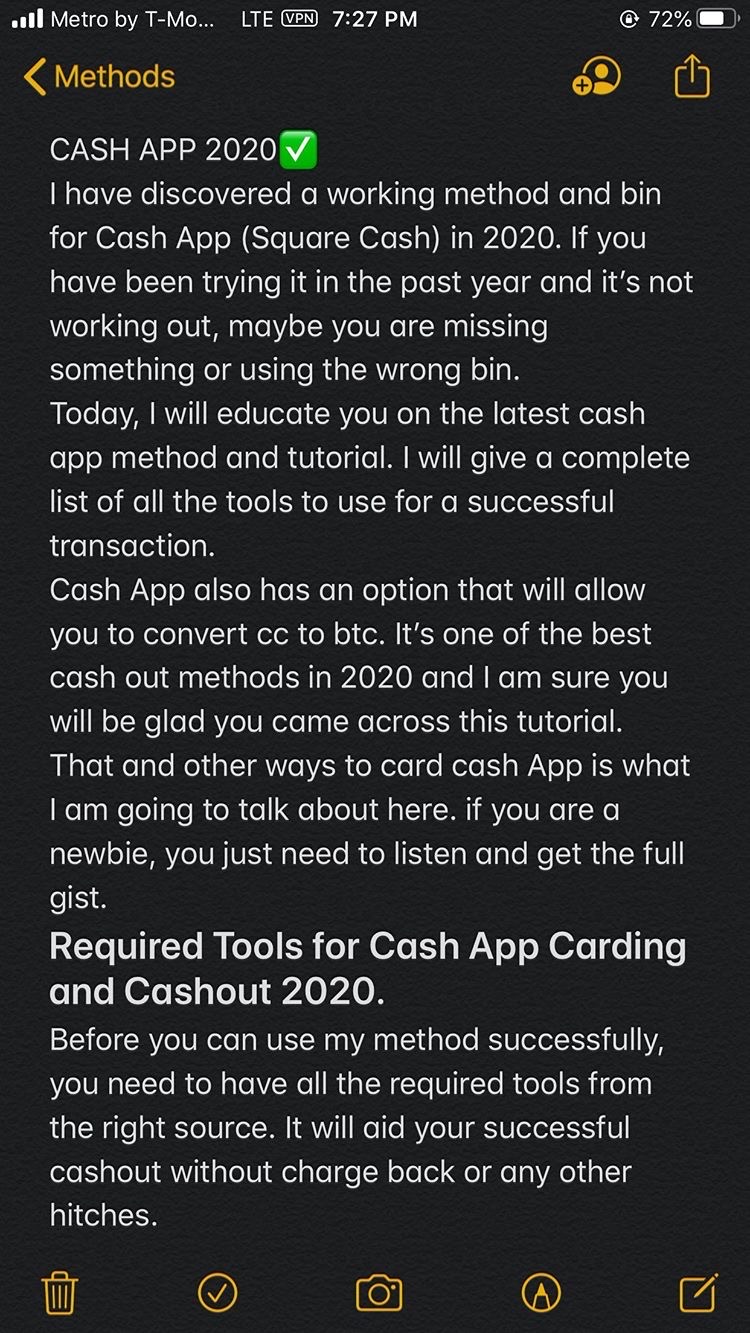 Metro by T-Mo... LTE VPN 7:27 PM 72%
Methods
CASH APP 2020✅
I have discovered a working method and bin
for Cash App (Square Cash) in 2020. If you
have been trying it in the past year and it's not
working out, maybe you are missing
something or using the wrong bin.
Today, I will educate you on the latest cash
app method and tutorial. I will give a complete
list of all the tools to use for a successful
transaction.
Cash App also has an option that will allow
you to convert cc to btc. It's one of the best
cash out methods in 2020 and I am sure you
will be glad you came across this tutorial.
That and other ways to card cash App is what
I am going to talk about here. if you are a
newbie, you just need to listen and get the full
gist.
Required Tools for Cash App Carding
and Cashout 2020.
Before you can use my method successfully,
you need to have all the required tools from
the right source. It will aid your successful
cashout without charge back or any other
hitches.